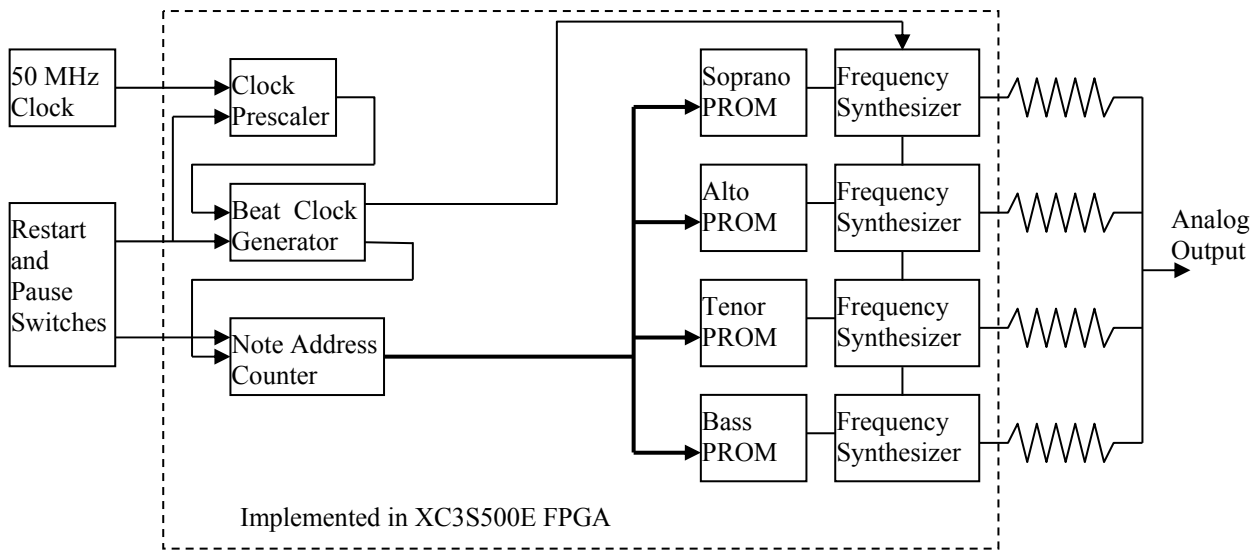 50 MHz
Clock
Clock
Prescaler
Restart
and
Pause
Switches
Beat Clock
Generator
Note Address
Counter
Soprano
PROM
Frequency
Synthesizer
Alto
PROM
Frequency
Synthesizer
Tenor
PROM
Frequency
Synthesizer
Bass
PROM
Frequency
Synthesizer
Analog
Output
Implemented in XC3S500E FPGA